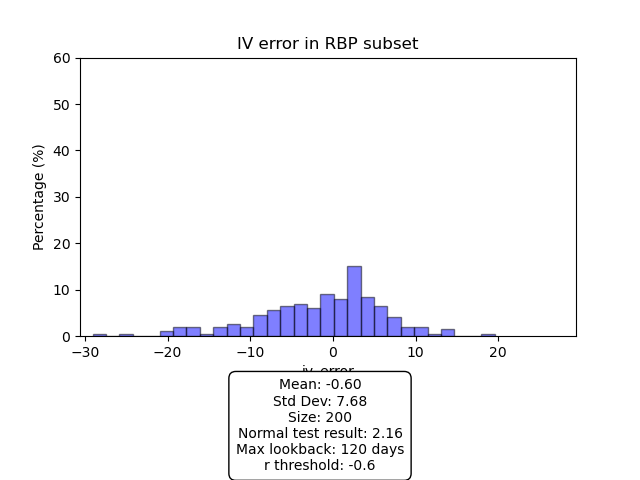 IV error in RBP subset
60
50
40
30
20
10
0
Percentage (%)
−30
−20
−10
0
10
20
iv_error
Mean: -0.60
Std Dev: 7.68
Size: 200
Normal test result: 2.16
Max lookback: 120 days
r threshold: -0.6